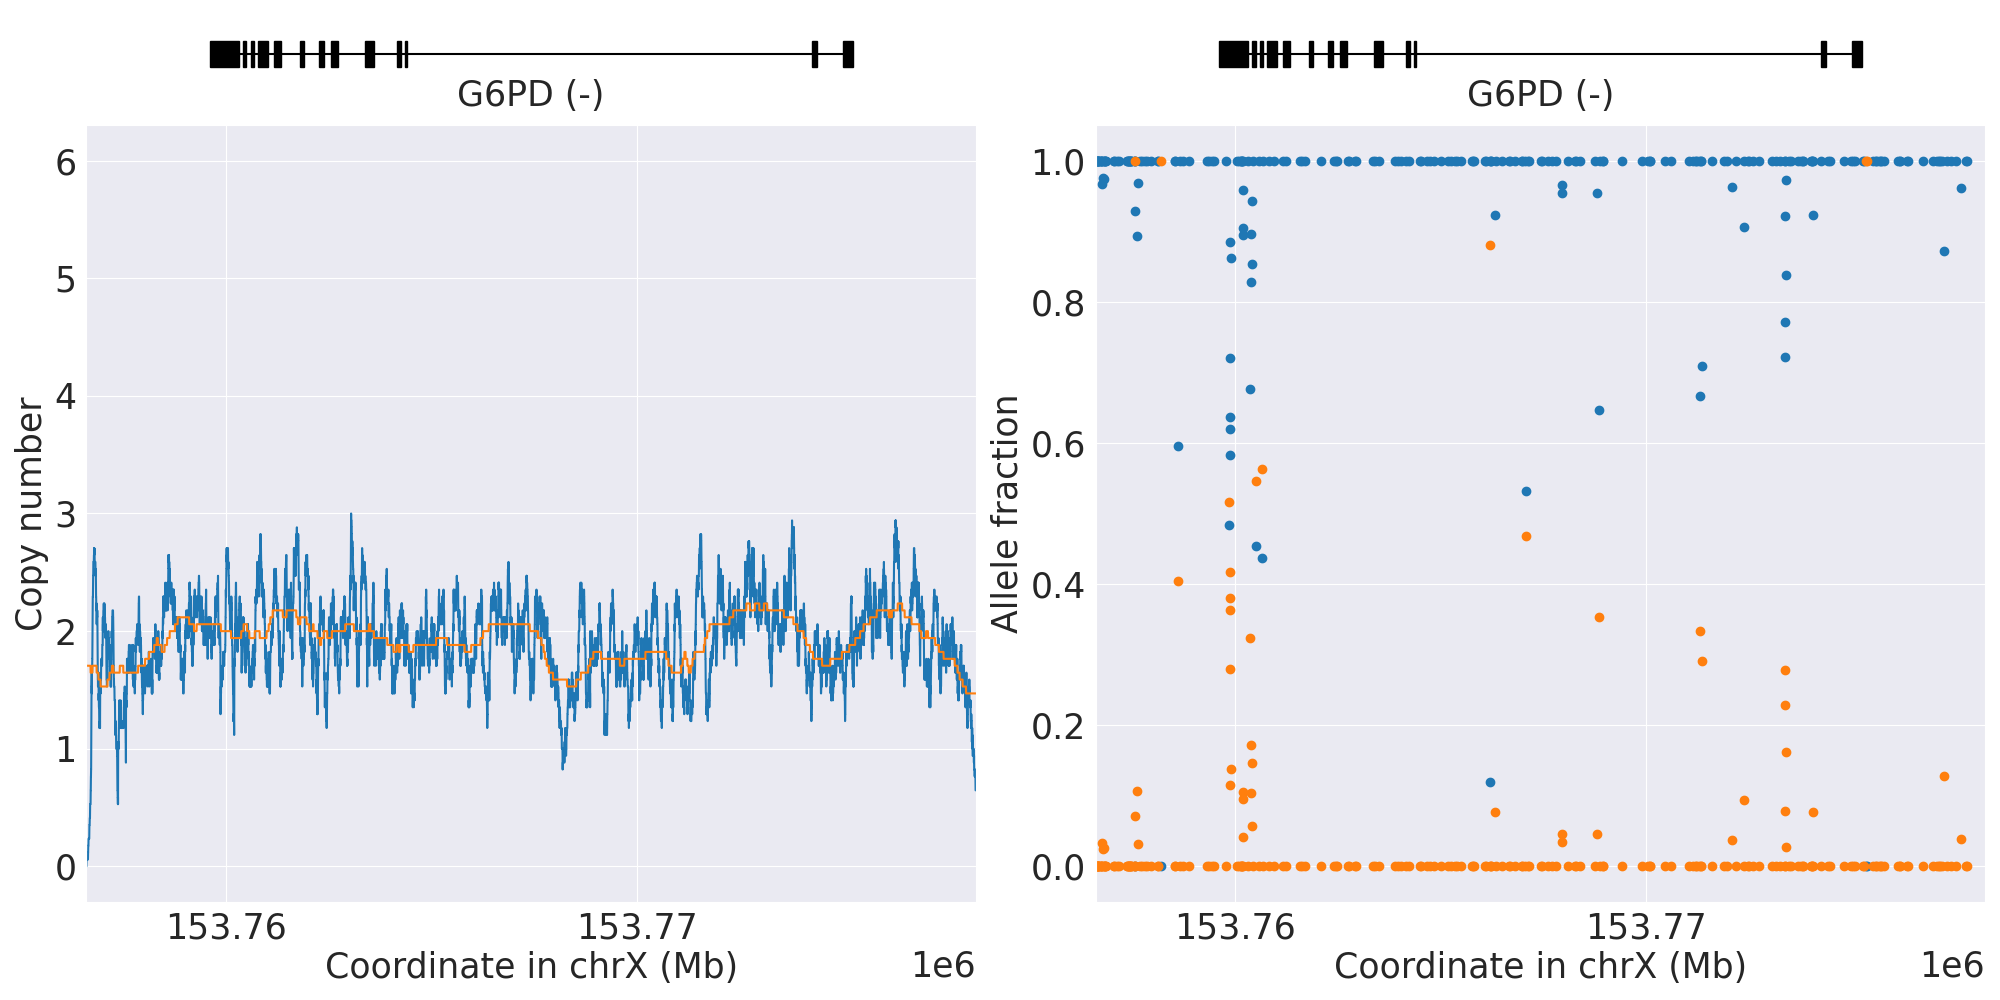 G6PD (-)
6
5
4
3
2
1
0
Copy number
153.76
153.77
Coordinate in chrX (Mb)
1e6
G6PD (-)
1.0
0.8
0.6
0.4
0.2
0.0
Allele fraction
153.76
153.77
Coordinate in chrX (Mb)
1e6